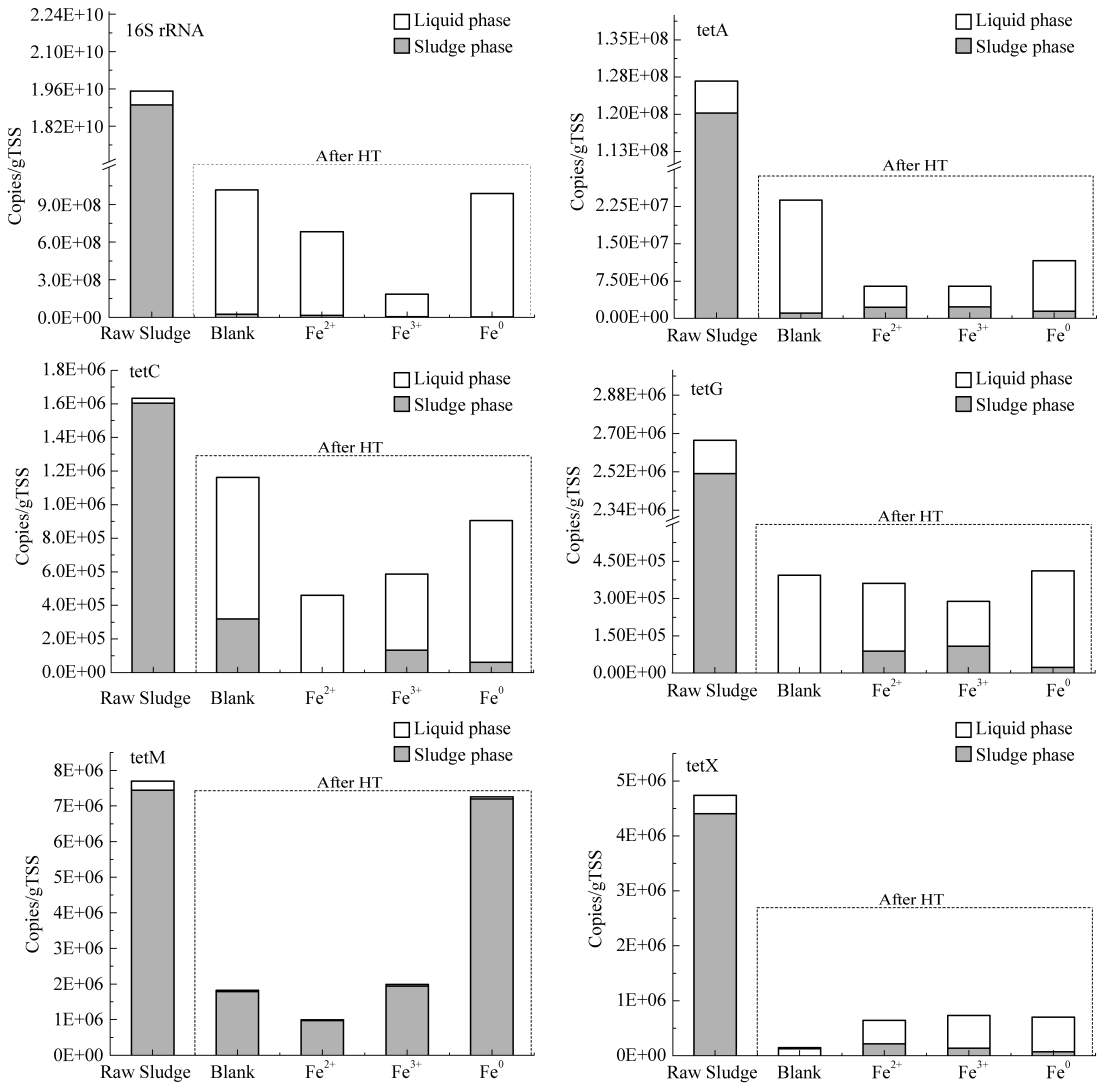 16S rRNA
Liquid phase
Sludge phase
Copies/gTSS
2.24E+10
2.10E+10
1.96E+10
1.82E+10
9.0E+08
6.0E+08
3.0E+08
0.0E+00
After HT
Raw Sludge Blank Fe2+ Fe3+ Fe0
tetA
Liquid phase
Sludge phase
Copies/gTSS
1.35E+08
1.28E+08
1.20E+08
1.13E+08
2.25E+07
1.50E+07
7.50E+06
0.00E+00
After HT
Raw Sludge Blank Fe2+ Fe3+ Fe0
tetC
Liquid phase
Sludge phase
Copies/gTSS
1.8E+06
1.6E+06
1.4E+06
1.2E+06
1.0E+06
8.0E+05
6.0E+05
4.0E+05
2.0E+05
0.0E+00
After HT
Raw Sludge Blank Fe2+ Fe3+ Fe0
tetG
Liquid phase
Sludge phase
Copies/gTSS
2.88E+06
2.70E+06
2.52E+06
2.34E+06
4.50E+05
3.00E+05
1.50E+05
0.00E+00
After HT
Raw Sludge Blank Fe2+ Fe3+ Fe0
tetM
Liquid phase
Sludge phase
Copies/gTSS
8E+06
7E+06
6E+06
5E+06
4E+06
3E+06
2E+06
1E+06
0E+00
After HT
Raw Sludge Blank Fe2+ Fe3+ Fe0
tetX
Liquid phase
Sludge phase
Copies/gTSS
5E+06
4E+06
3E+06
2E+06
1E+06
0E+00
After HT
Raw Sludge Blank Fe2+ Fe3+ Fe0